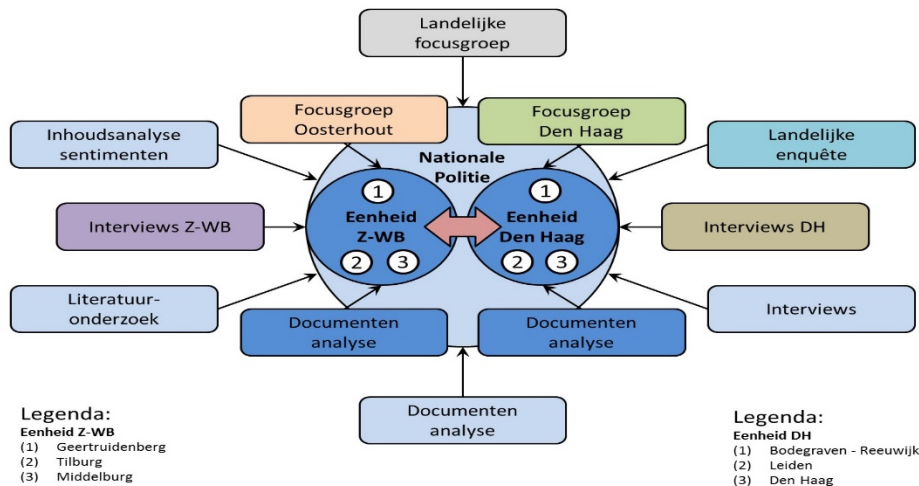 Landelijke
focusgroep
Focusgroep
Oosterhout
Focusgroep
Den Haag
Inhoudsanalyse
sentimenten
Nationale
Politie
Landelijke
enquête
Interviews Z-WB
1
Eenheid
Z-WB
2
3
1
Eenheid
Den Haag
2
3
Interviews DH
Literatuur-
onderzoek
Documenten
analyse
Documenten
analyse
Interviews
Documenten
analyse
Legenda:
Eenheid Z-WB
(1) Geertruidenberg
(2) Tilburg
(3) Middelburg
Legenda:
Eenheid DH
(1) Bodegraven - Reeuwijk
(2) Leiden
(3) Den Haag